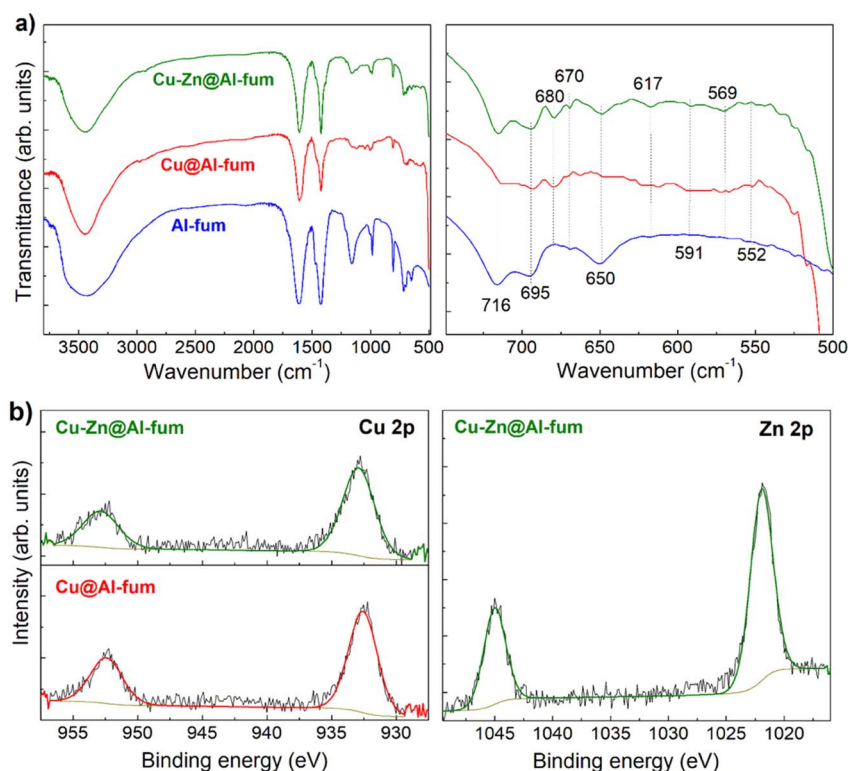 a)
Transmittance (arb. units)
Cu-Zn@Al-fum
Cu@Al-fum
Al-fum
3500 3000 2500 2000 1500 1000 500
Wavenumber (cm-1)
670
680
617
569
716
695
650
591
552
700 650 600 550 500
Wavenumber (cm-1)
b)
Intensity (arb. units)
Cu-Zn@Al-fum
Cu 2p
Cu@Al-fum
955 950 945 940 935 930
Binding energy (eV)
Cu-Zn@Al-fum
Zn 2p
1045 1040 1035 1030 1025 1020
Binding energy (eV)